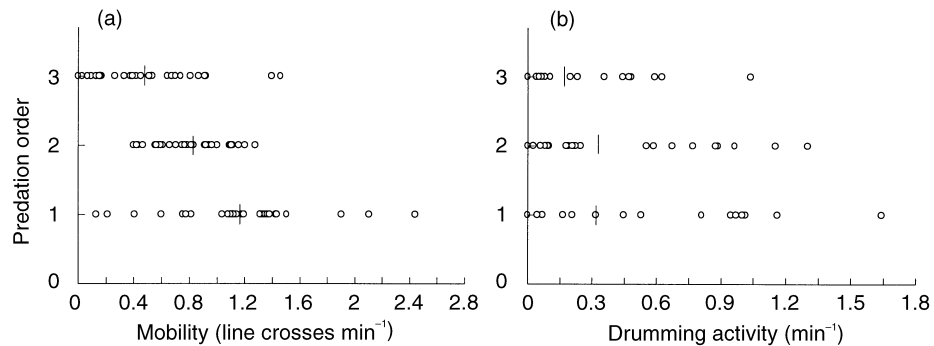 (a)
(b)
Predation order
3
2
1
0
0 0.4 0.8 1.2 1.6 2 2.4 2.8
Mobility (line crosses min⁻¹)
3
2
1
0
0 0.3 0.6 0.9 1.2 1.5 1.8
Drumming activity (min⁻¹)